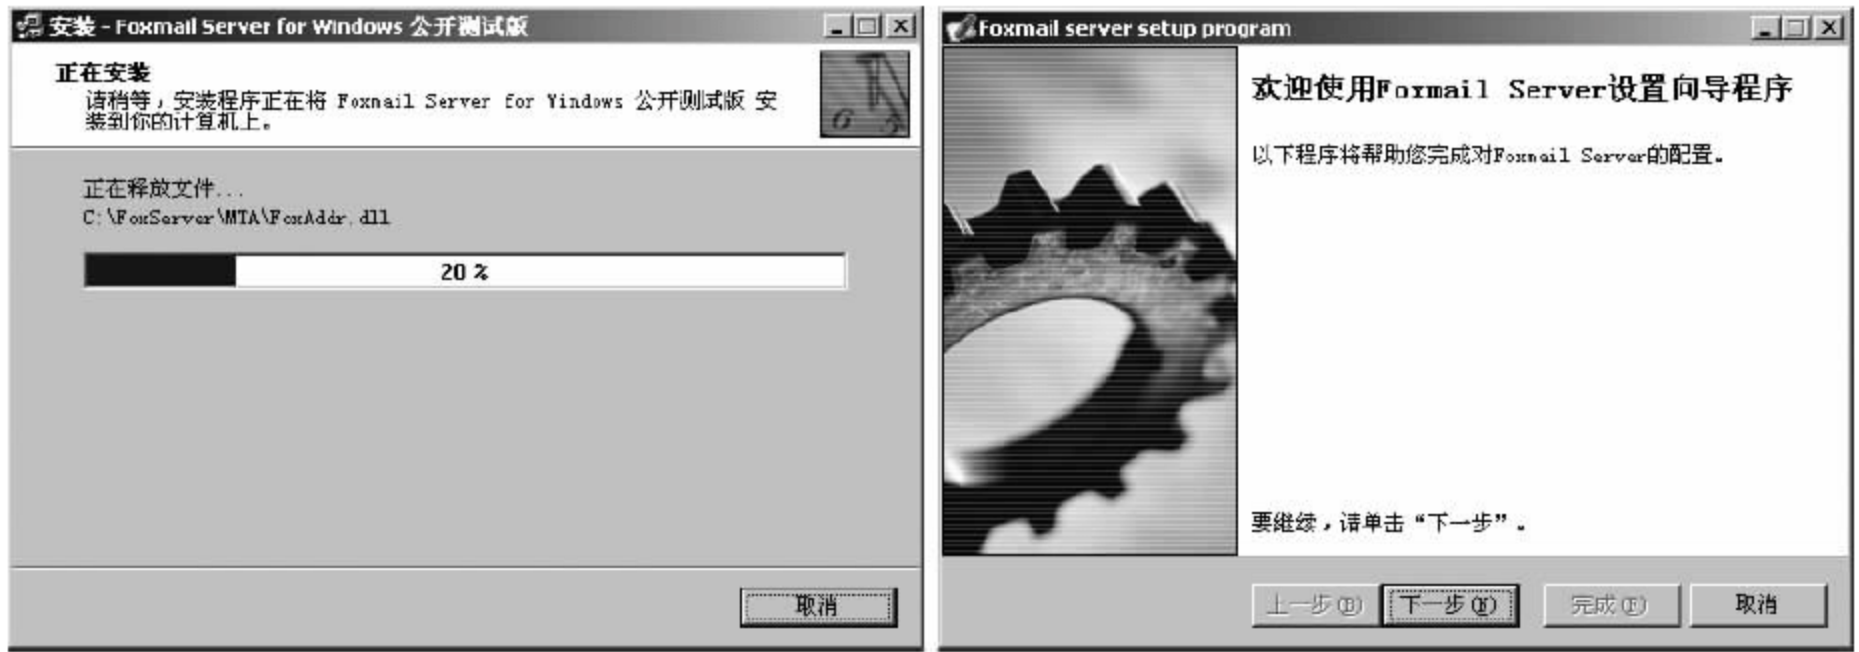 安装 - Foxmail Server for Windows 公开测试版
正在安装
请稍等，安装程序正在将 Foxmail Server for Windows 公开测试版 安
装到你的计算机上。
正在释放文件...
C:\FoxServer\MTA\FoxAddr.dll
20 %
取消
Foxmail server setup program
欢迎使用Foxmail Server设置向导程序
以下程序将帮助您完成对Foxmail Server的配置。
要继续，请单击“下一步”。
上一步(B) 下一步(N) 完成(F) 取消